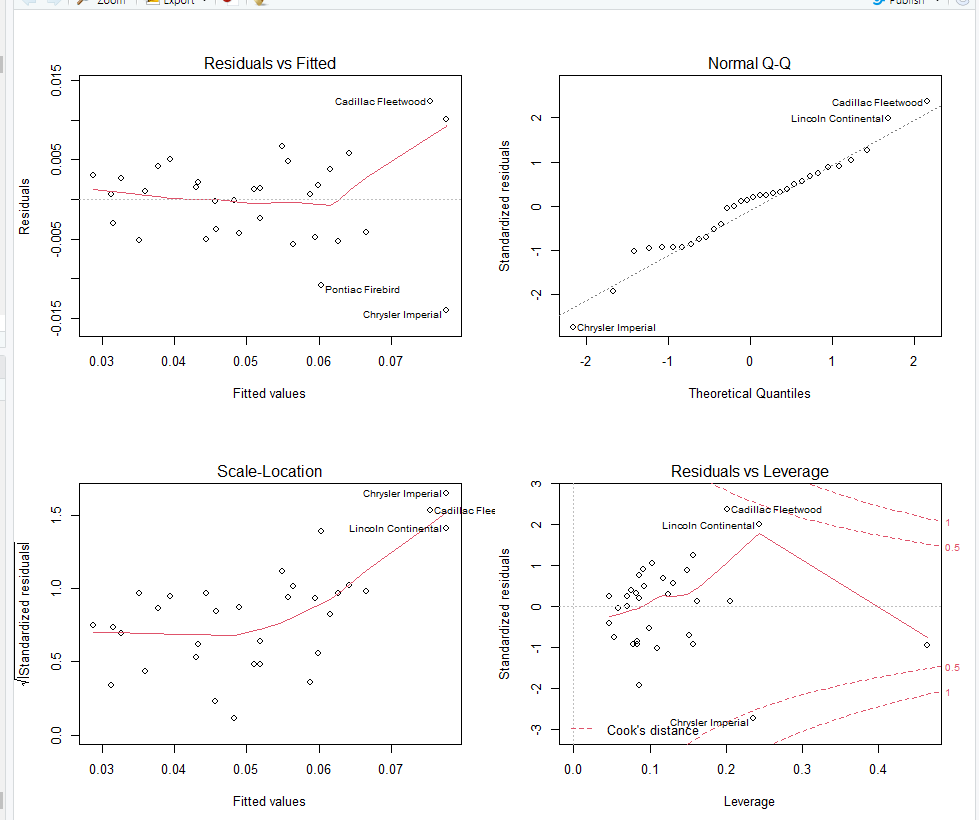 Zoom Export Publish
Residuals vs Fitted
Residuals
0.015
0.005
-0.005
-0.015
Cadillac Fleetwood
Pontiac Firebird
Chrysler Imperial
0.03 0.04 0.05 0.06 0.07
Fitted values
Normal Q-Q
Standardized residuals
2
1
0
-1
-2
Cadillac Fleetwood
Lincoln Continental
Chrysler Imperial
-2 -1 0 1 2
Theoretical Quantiles
Scale-Location
√|Standardized residuals|
1.5
1.0
0.5
0.0
Chrysler Imperial
Cadillac Flee
Lincoln Continental
0.03 0.04 0.05 0.06 0.07
Fitted values
Residuals vs Leverage
Standardized residuals
3
2
1
0
-1
-2
-3
Cadillac Fleetwood
Lincoln Continental
1
0.5
0.5
1
Chrysler Imperial
Cook's distance
0.0 0.1 0.2 0.3 0.4
Leverage